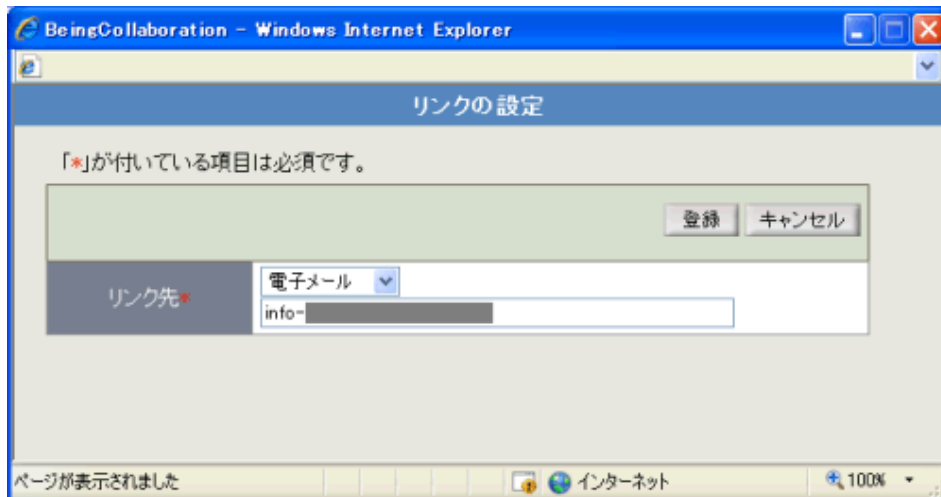 BeingCollaboration - Windows Internet Explorer
リンクの設定
「*」が付いている項目は必須です。
登録 キャンセル
リンク先* 電子メール
info-
ページが表示されました インターネット 100%